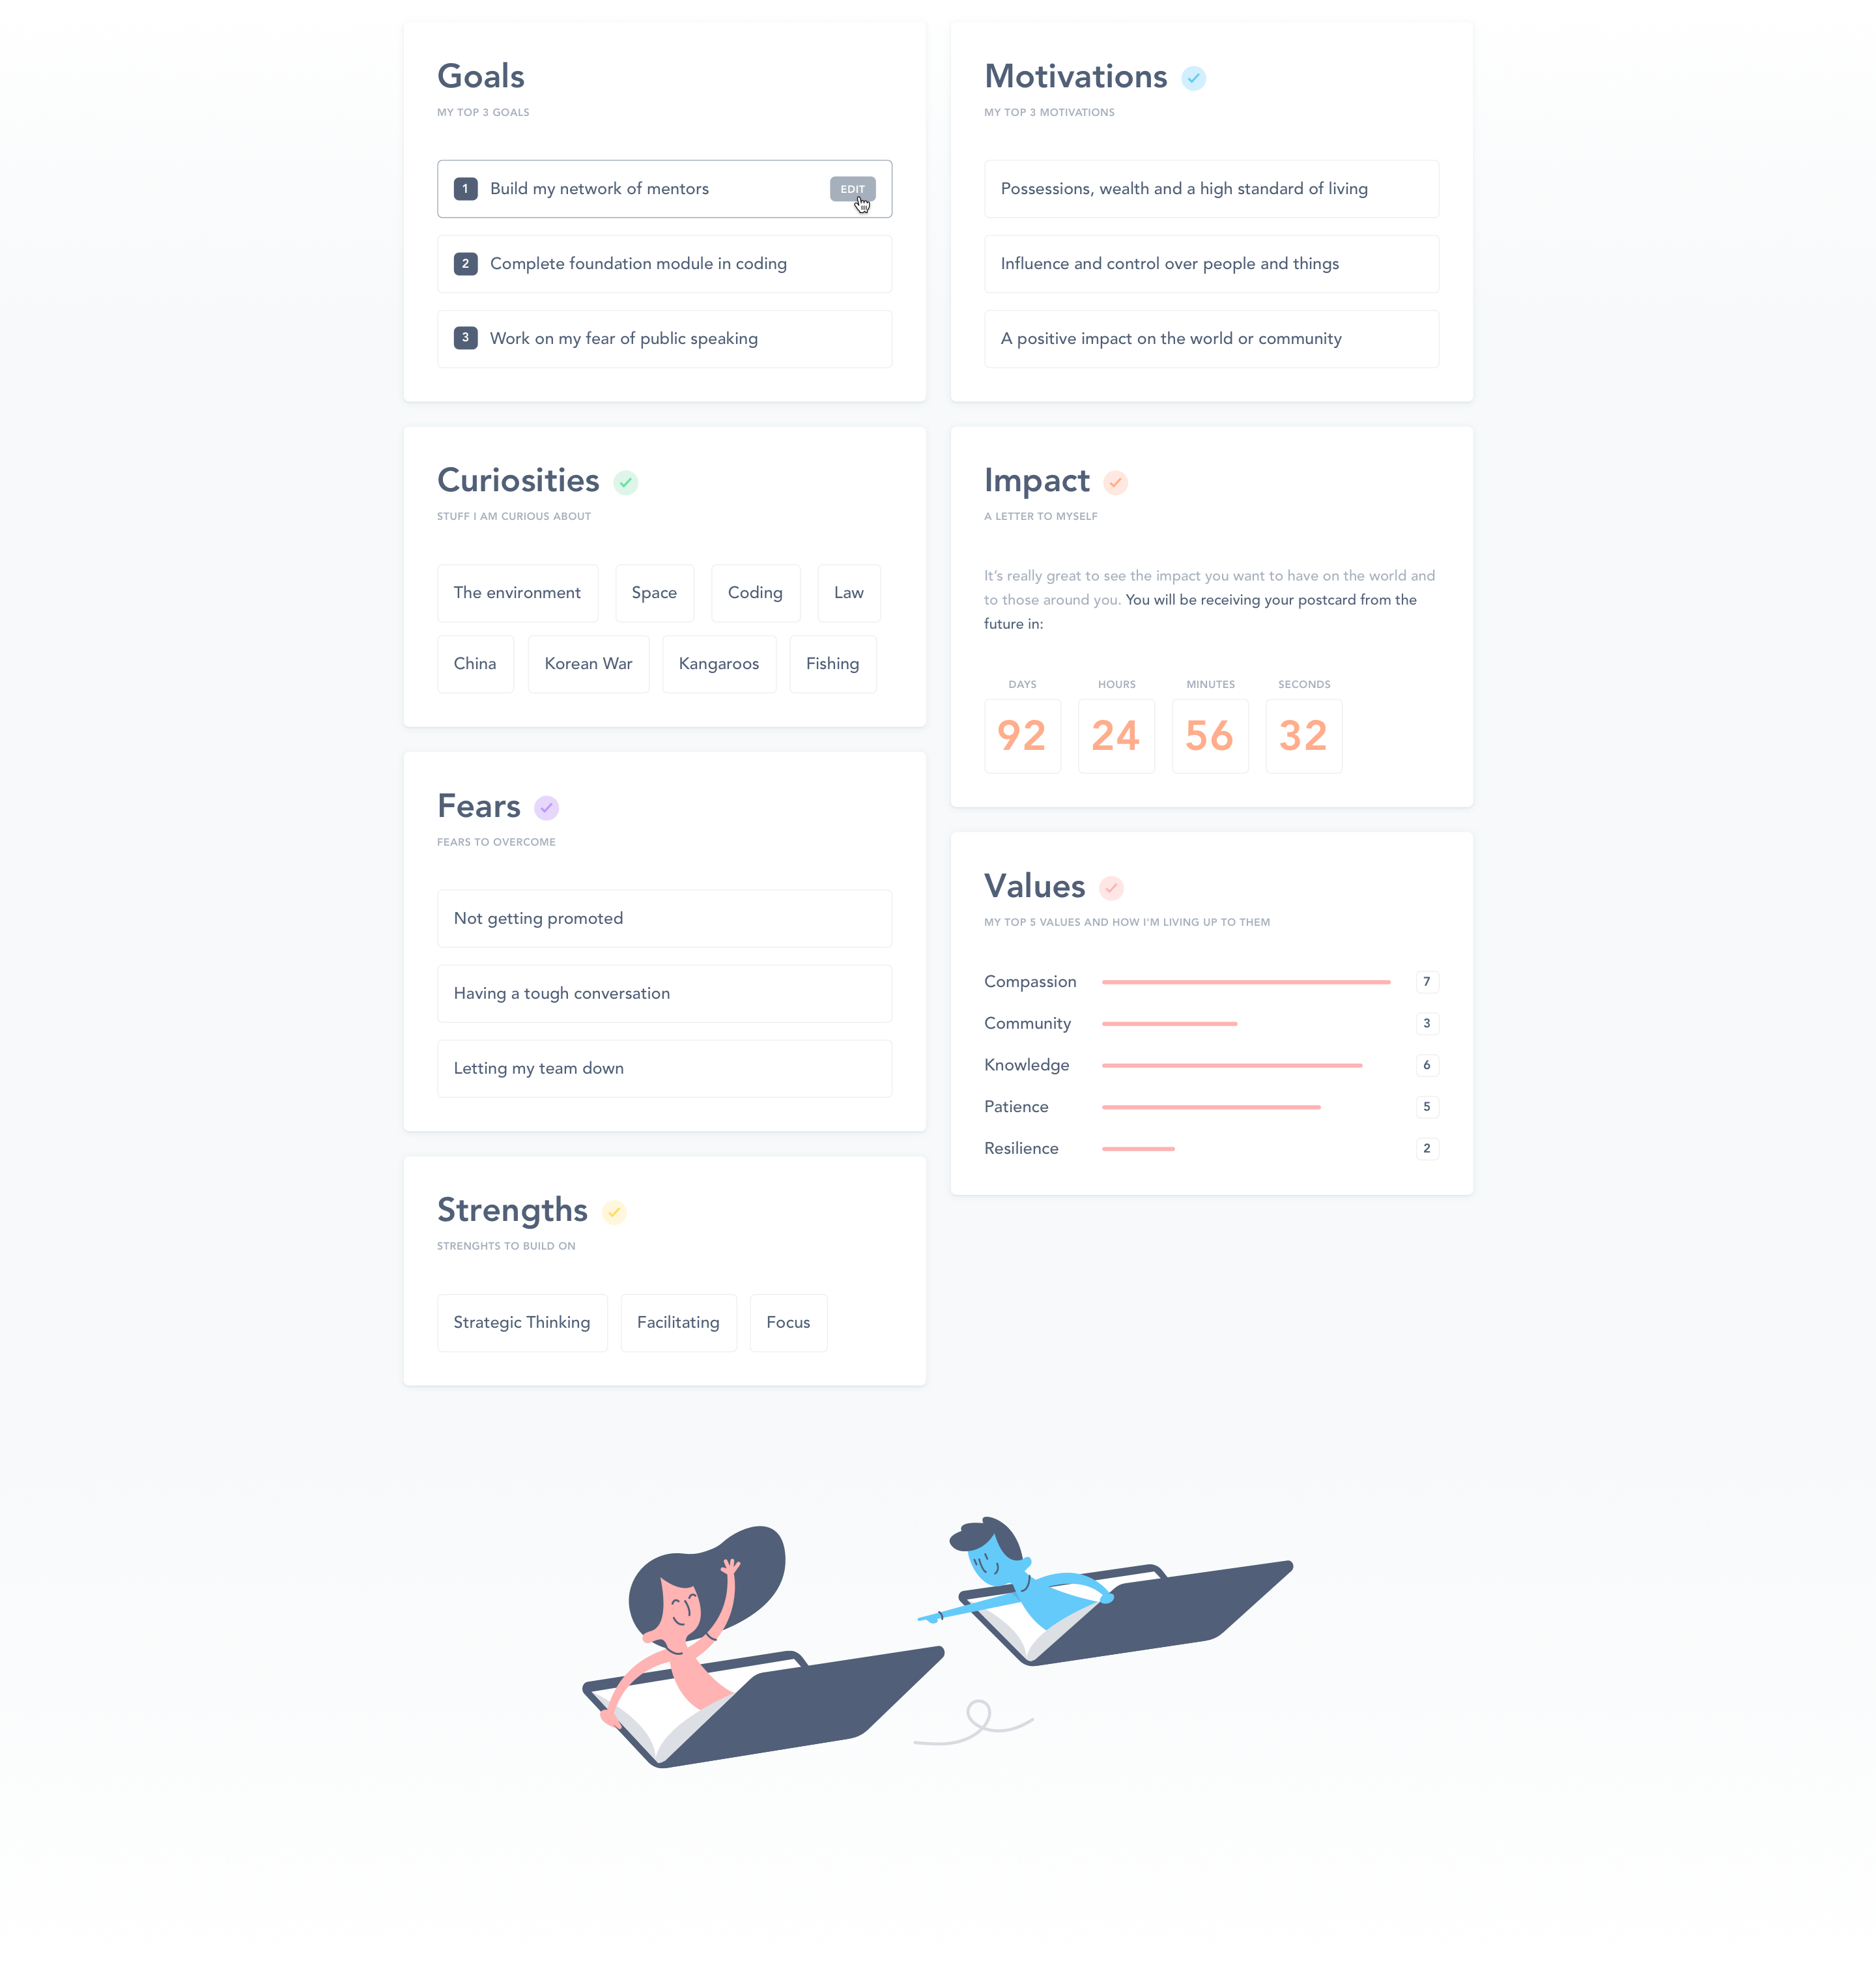 Goals
MY TOP 3 GOALS
1 Build my network of mentors EDIT
2 Complete foundation module in coding
3 Work on my fear of public speaking
Motivations
MY TOP 3 MOTIVATIONS
Possessions, wealth and a high standard of living
Influence and control over people and things
A positive impact on the world or community
Curiosities
STUFF I AM CURIOUS ABOUT
The environment Space Coding Law
China Korean War Kangaroos Fishing
Impact
A LETTER TO MYSELF
It’s really great to see the impact you want to have on the world and
to those around you. You will be receiving your postcard from the
future in:
DAYS HOURS MINUTES SECONDS
92 24 56 32
Fears
FEARS TO OVERCOME
Not getting promoted
Having a tough conversation
Letting my team down
Values
MY TOP 5 VALUES AND HOW I'M LIVING UP TO THEM
Compassion 7
Community 3
Knowledge 6
Patience 5
Resilience 2
Strengths
STRENGHTS TO BUILD ON
Strategic Thinking Facilitating Focus